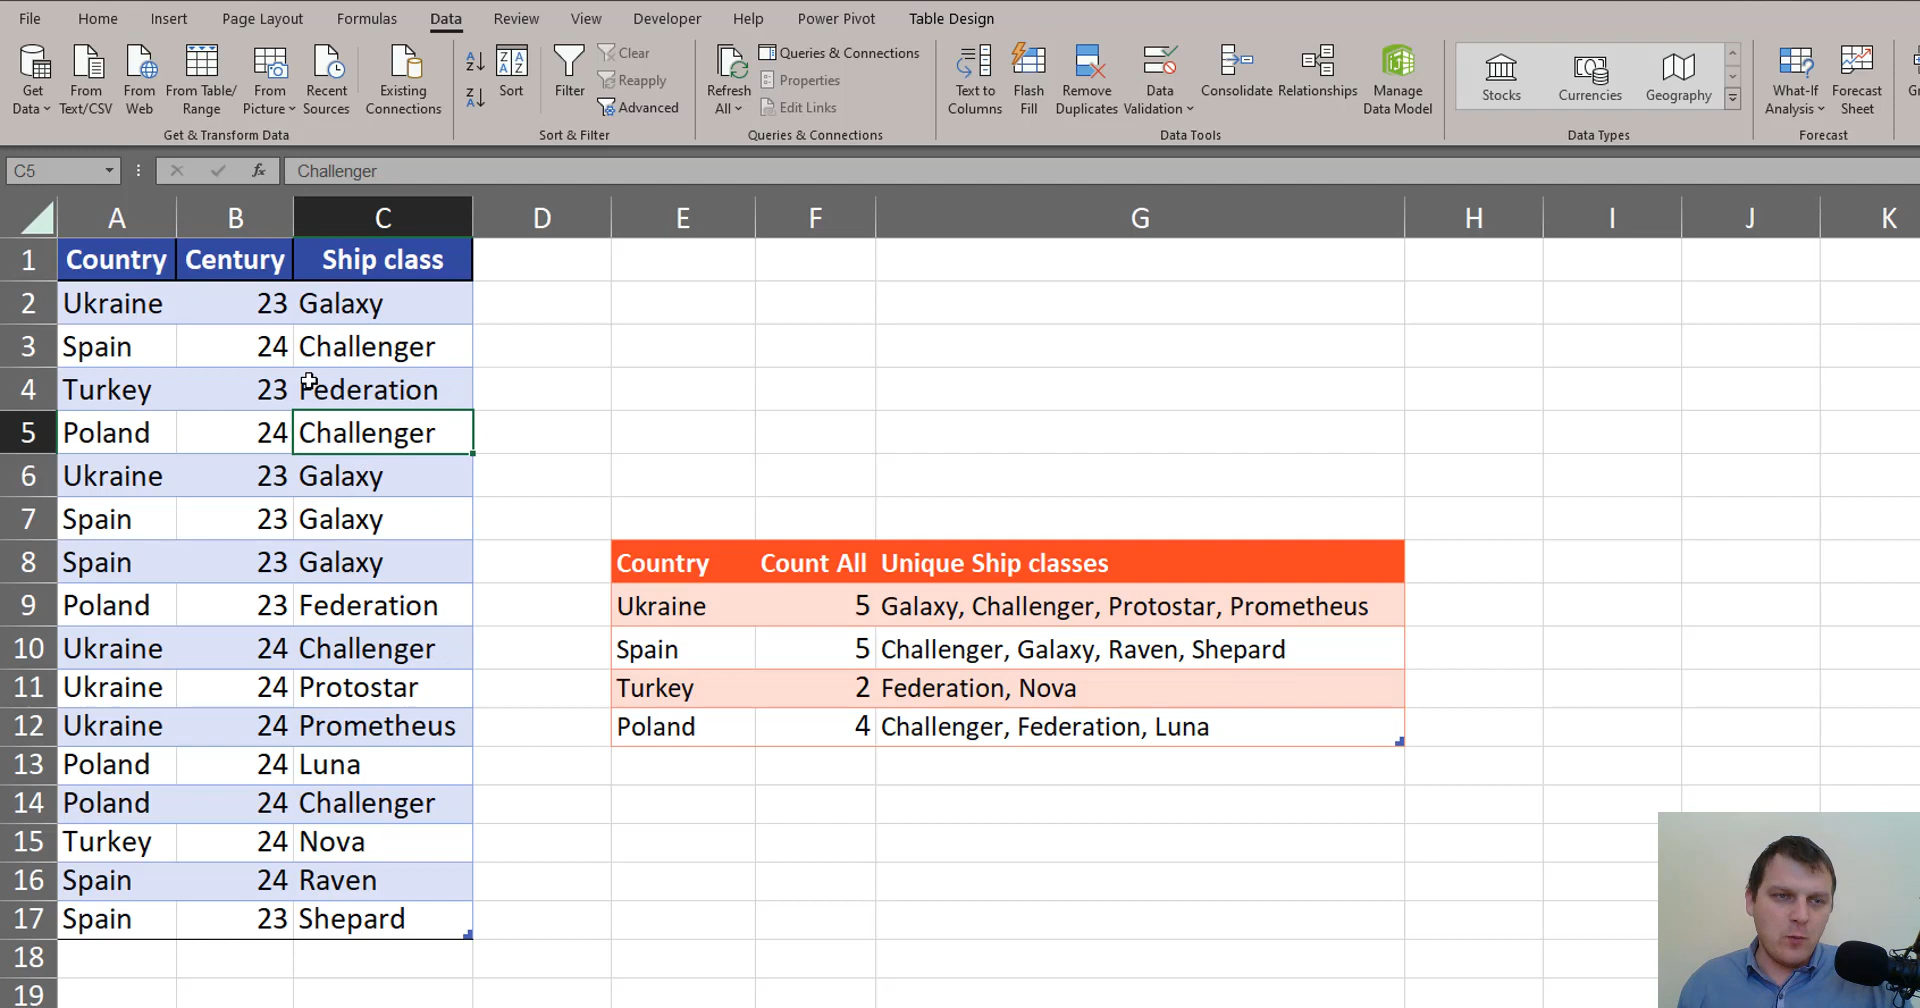 File Home Insert Page Layout Formulas Data Review View Developer Help Power Pivot Table Design
Get Data From Text/CSV From Web From Table/ Range From Picture Recent Sources Existing Connections
Get & Transform Data
Sort Filter Clear Reapply Advanced
Sort & Filter
Refresh All Queries & Connections Properties Edit Links
Queries & Connections
Text to Columns Flash Fill Remove Duplicates Data Validation Consolidate Relationships Manage Data Model
Data Tools
Stocks Currencies Geography
Data Types
What-If Analysis Forecast Sheet
Forecast
C5 fx Challenger
A B C D E F G H I J K
1 Country Century Ship class
2 Ukraine 23 Galaxy
3 Spain 24 Challenger
4 Turkey 23 Federation
5 Poland 24 Challenger
6 Ukraine 23 Galaxy
7 Spain 23 Galaxy
8 Spain 23 Galaxy Country Count All Unique Ship classes
9 Poland 23 Federation Ukraine 5 Galaxy, Challenger, Protostar, Prometheus
10 Ukraine 24 Challenger Spain 5 Challenger, Galaxy, Raven, Shepard
11 Ukraine 24 Protostar Turkey 2 Federation, Nova
12 Ukraine 24 Prometheus Poland 4 Challenger, Federation, Luna
13 Poland 24 Luna
14 Poland 24 Challenger
15 Turkey 24 Nova
16 Spain 24 Raven
17 Spain 23 Shepard
18
19